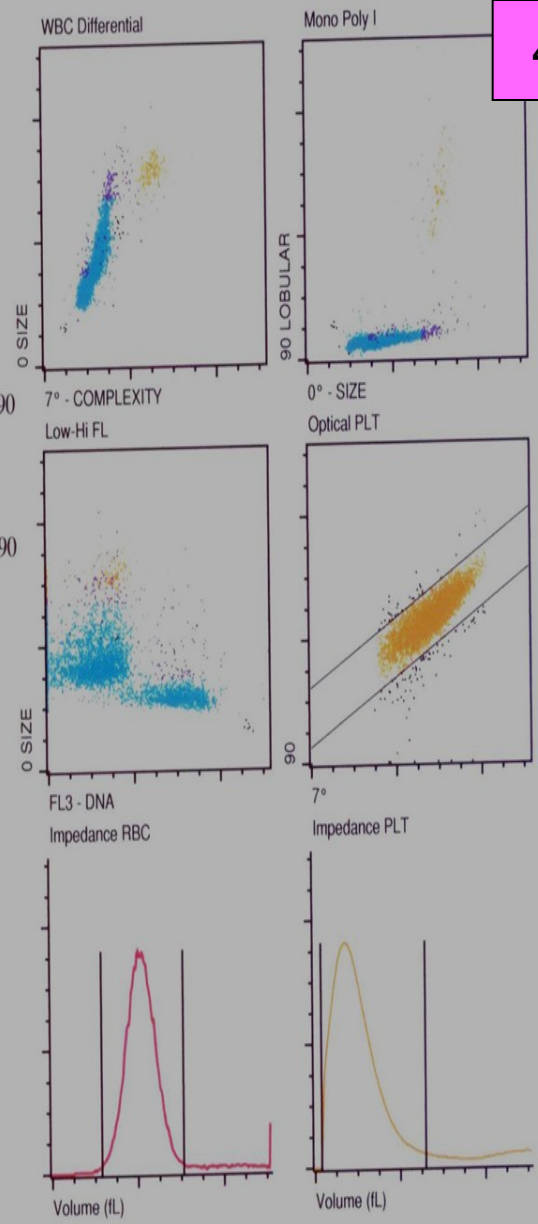 WBC Differential
Mono Poly I
4
0 SIZE
90 LOBULAR
90
7° - COMPLEXITY
0° - SIZE
Low-Hi FL
Optical PLT
90
0 SIZE
90
FL3 - DNA
7°
Impedance RBC
Impedance PLT
Volume (fL)
Volume (fL)